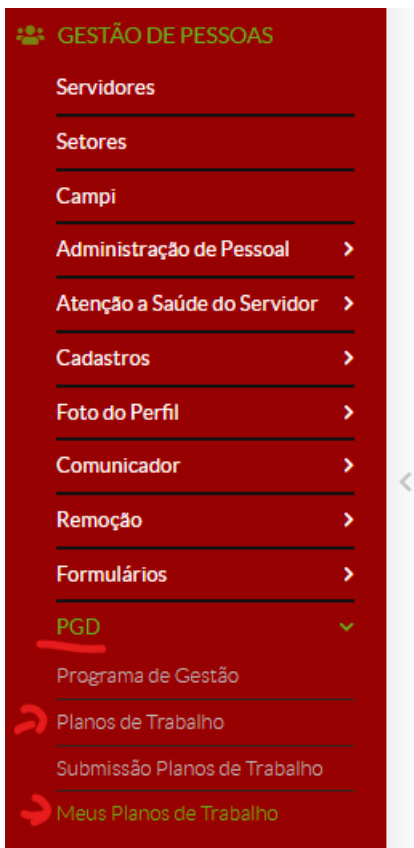 GESTÃO DE PESSOAS
Servidores
Setores
Campi
Administração de Pessoal
Atenção a Saúde do Servidor
Cadastros
Foto do Perfil
Comunicador
Remoção
Formulários
PGD
Programa de Gestão
Planos de Trabalho
Submissão Planos de Trabalho
Meus Planos de Trabalho